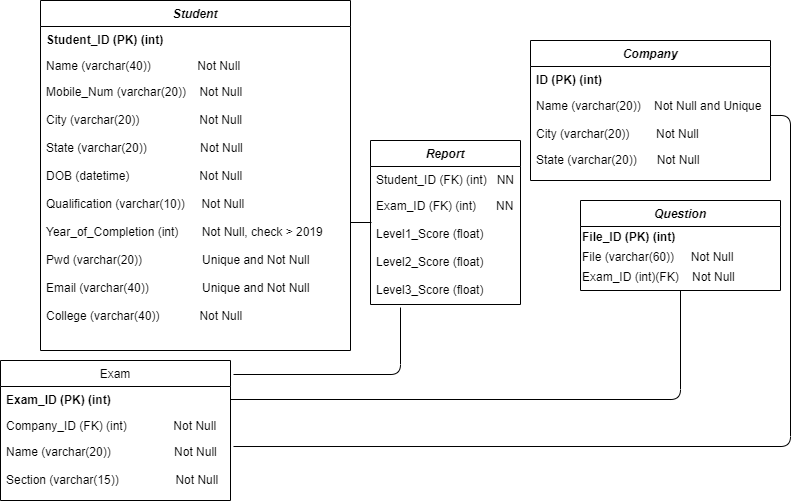 Student
Student_ID (PK) (int)
Name (varchar(40)) Not Null
Mobile_Num (varchar(20)) Not Null
City (varchar(20)) Not Null
State (varchar(20)) Not Null
DOB (datetime) Not Null
Qualification (varchar(10)) Not Null
Year_of_Completion (int) Not Null, check > 2019
Pwd (varchar(20)) Unique and Not Null
Email (varchar(40)) Unique and Not Null
College (varchar(40)) Not Null
Report
Student_ID (FK) (int) NN
Exam_ID (FK) (int) NN
Level1_Score (float)
Level2_Score (float)
Level3_Score (float)
Company
ID (PK) (int)
Name (varchar(20)) Not Null and Unique
City (varchar(20)) Not Null
State (varchar(20)) Not Null
Question
File_ID (PK) (int)
File (varchar(60)) Not Null
Exam_ID (int)(FK) Not Null
Exam
Exam_ID (PK) (int)
Company_ID (FK) (int) Not Null
Name (varchar(20)) Not Null
Section (varchar(15)) Not Null